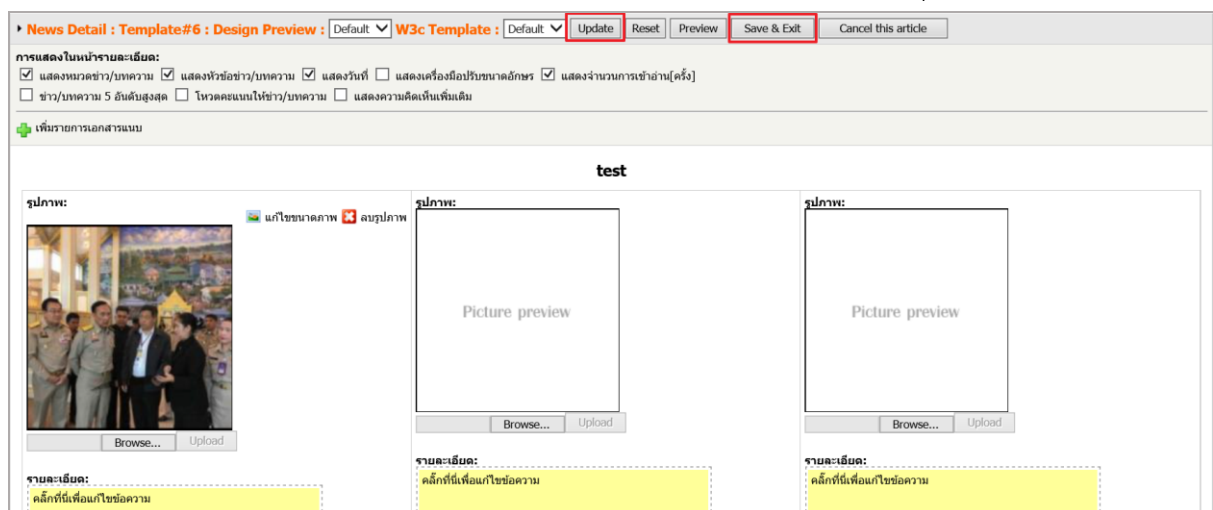 News Detail : Template#6 : Design Preview : Default W3c Template : Default Update Reset Preview Save & Exit Cancel this article
การแสดงในหน้ารายละเอียด:
แสดงหมวดข่าว/บทความ แสดงหัวข้อข่าว/บทความ แสดงวันที่ แสดงเครื่องมือปรับขนาดอักษร แสดงจำนวนการเข้าอ่าน[ครั้ง]
ข่าว/บทความ 5 อันดับสูงสุด โหวตคะแนนให้ข่าว/บทความ แสดงความคิดเห็นเพิ่มเติม
เพิ่มรายการเอกสารแนบ
test
รูปภาพ: รูปภาพ: รูปภาพ:
แก้ไขขนาดภาพ ลบรูปภาพ
Picture preview Picture preview
Browse... Upload Browse... Upload
Browse... Upload
รายละเอียด: รายละเอียด:
รายละเอียด:
คลิ๊กที่นี่เพื่อแก้ไขข้อความ คลิ๊กที่นี่เพื่อแก้ไขข้อความ
คลิ๊กที่นี่เพื่อแก้ไขข้อความ